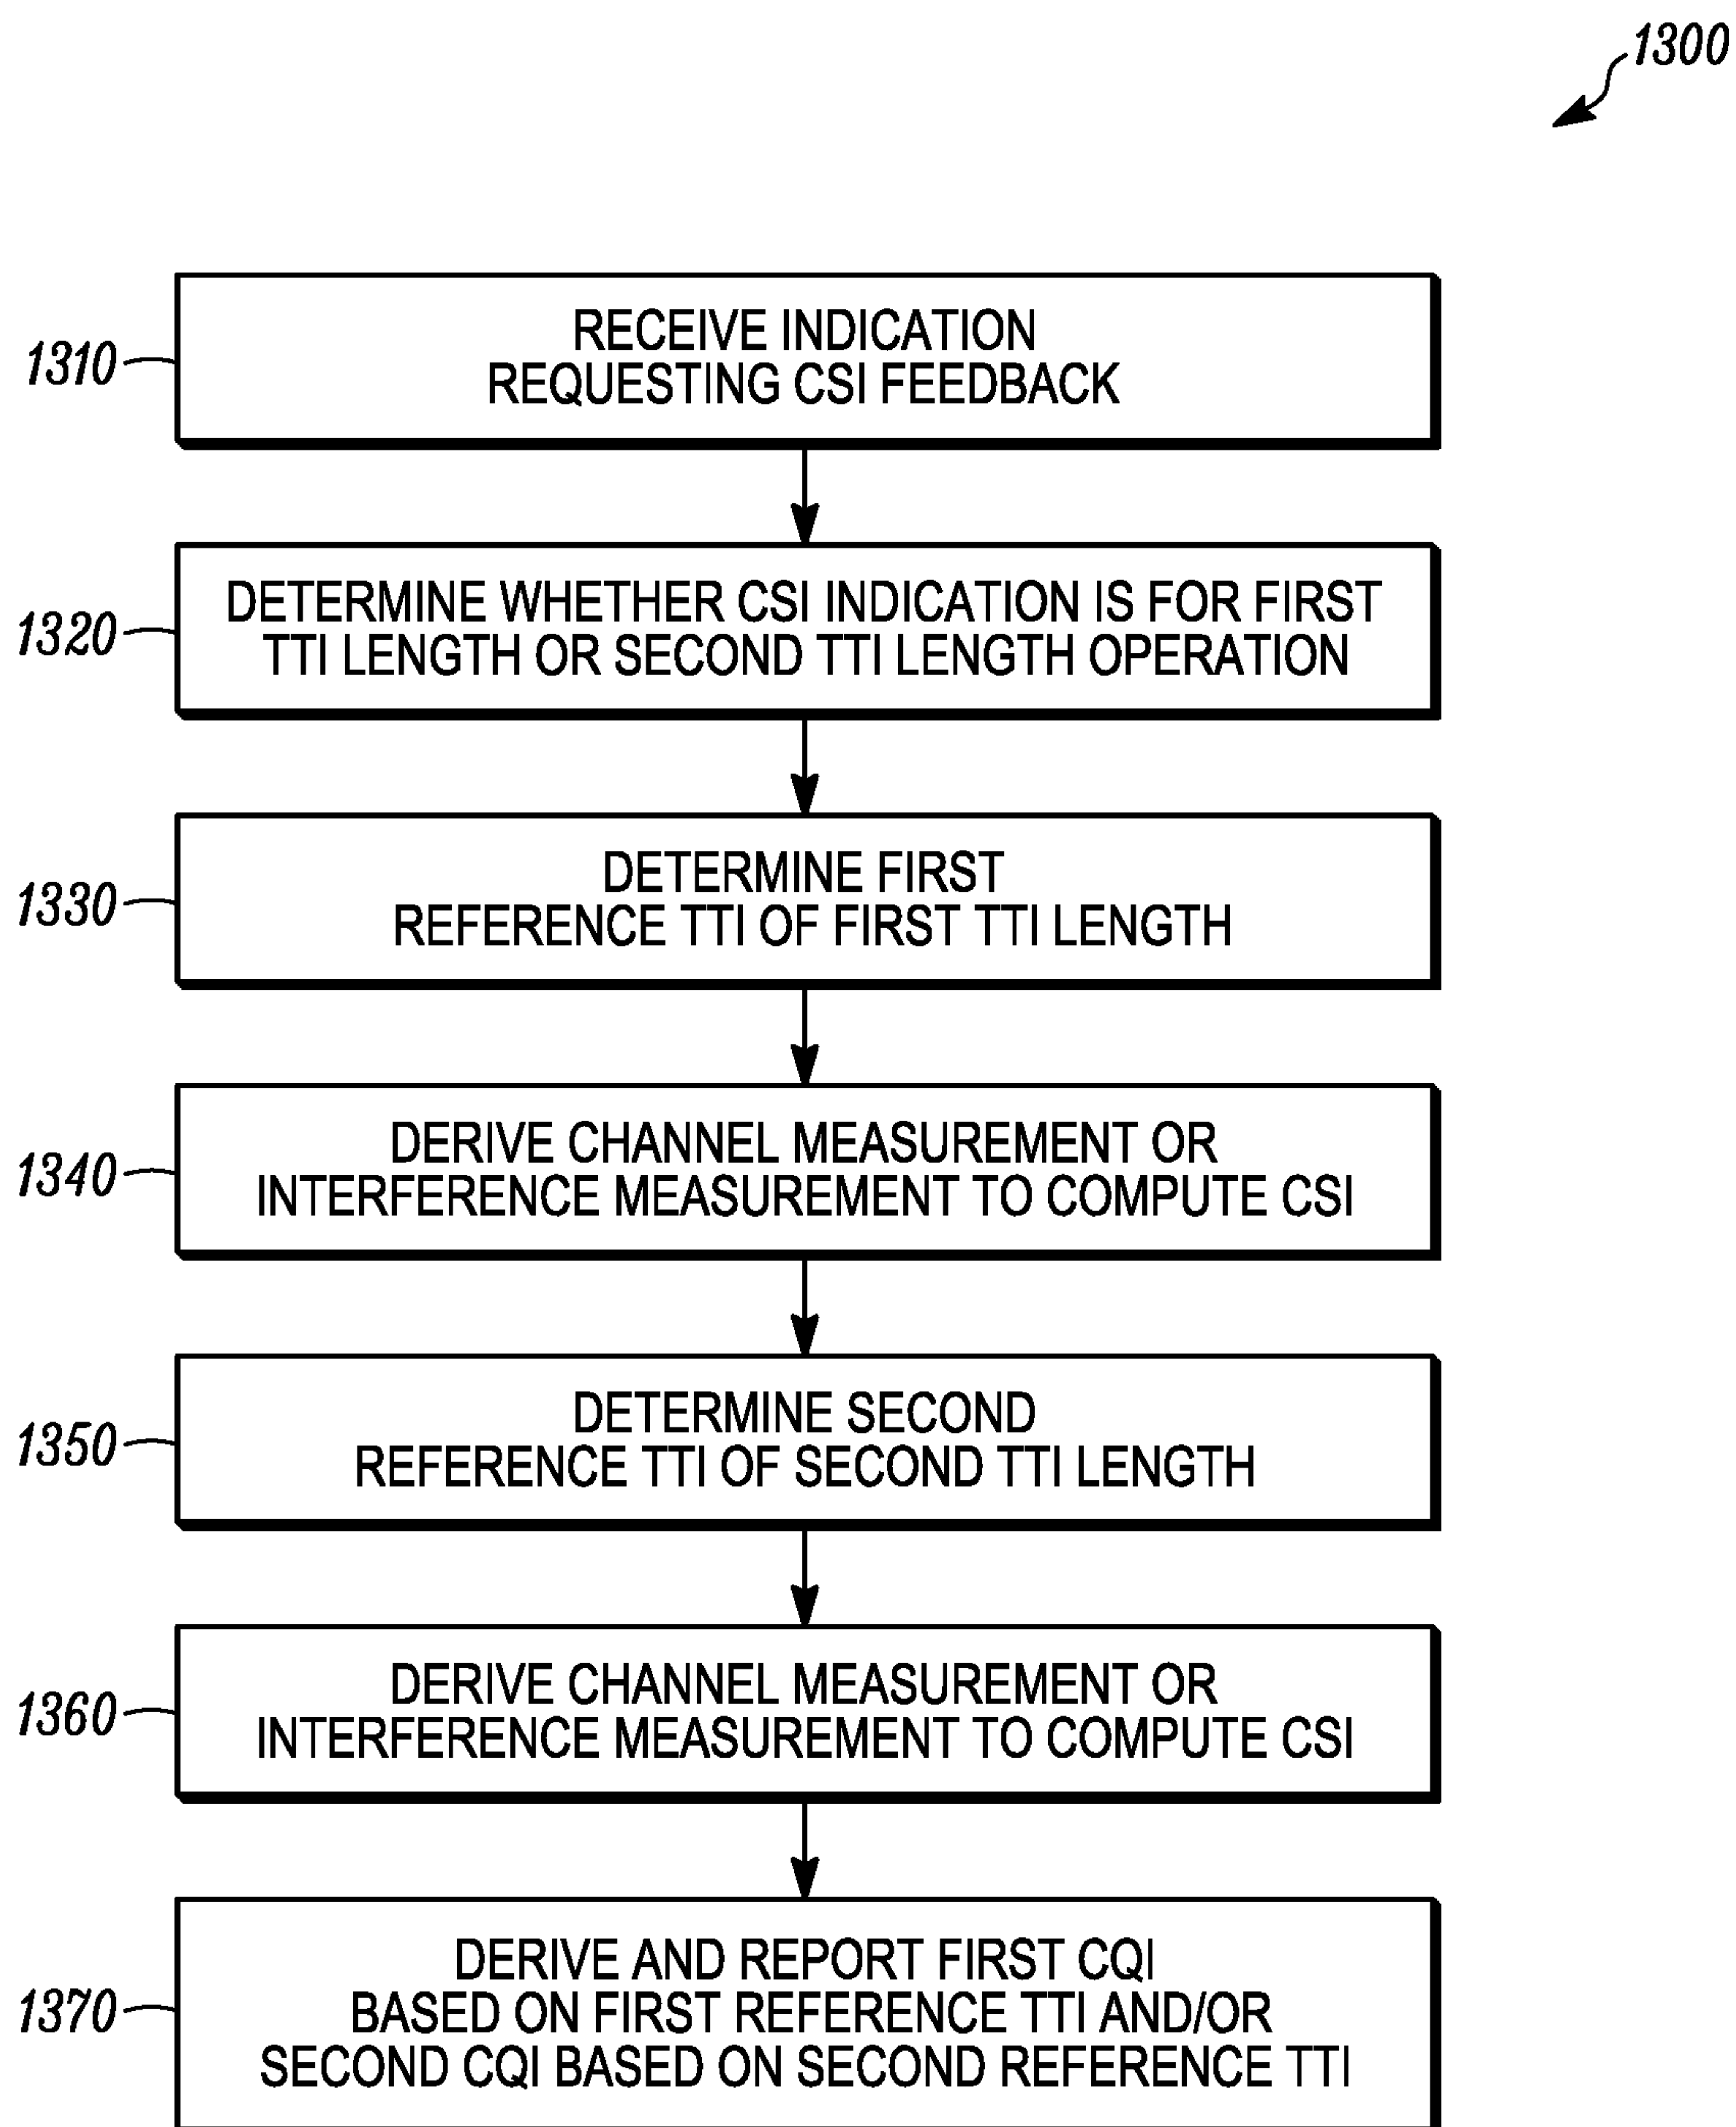 1300
1310
RECEIVE INDICATION
REQUESTING CSI FEEDBACK
1320
DETERMINE WHETHER CSI INDICATION IS FOR FIRST
TTI LENGTH OR SECOND TTI LENGTH OPERATION
1330
DETERMINE FIRST
REFERENCE TTI OF FIRST TTI LENGTH
1340
DERIVE CHANNEL MEASUREMENT OR
INTERFERENCE MEASUREMENT TO COMPUTE CSI
1350
DETERMINE SECOND
REFERENCE TTI OF SECOND TTI LENGTH
1360
DERIVE CHANNEL MEASUREMENT OR
INTERFERENCE MEASUREMENT TO COMPUTE CSI
1370
DERIVE AND REPORT FIRST CQI
BASED ON FIRST REFERENCE TTI AND/OR
SECOND CQI BASED ON SECOND REFERENCE TTI